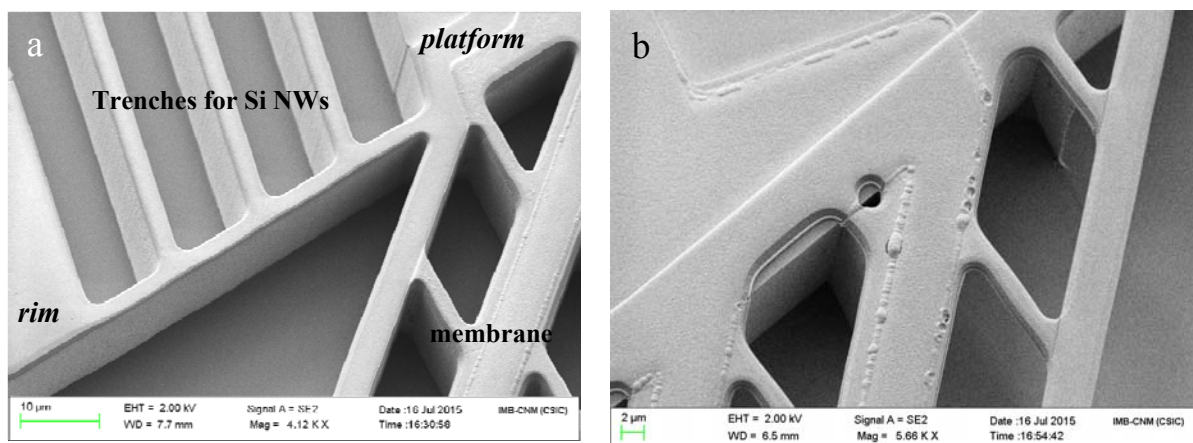 a
platform
Trenches for Si NWs
rim
membrane
10 µm
EHT = 2.00 kV
Signal A = SE2
Date :16 Jul 2015
IMB-CNM (CSIC)
WD = 7.7 mm
Mag = 4.12 K X
Time :16:30:58
b
2 µm
EHT = 2.00 kV
Signal A = SE2
Date :16 Jul 2015
IMB-CNM (CSIC)
WD = 6.5 mm
Mag = 5.66 K X
Time :16:54:42